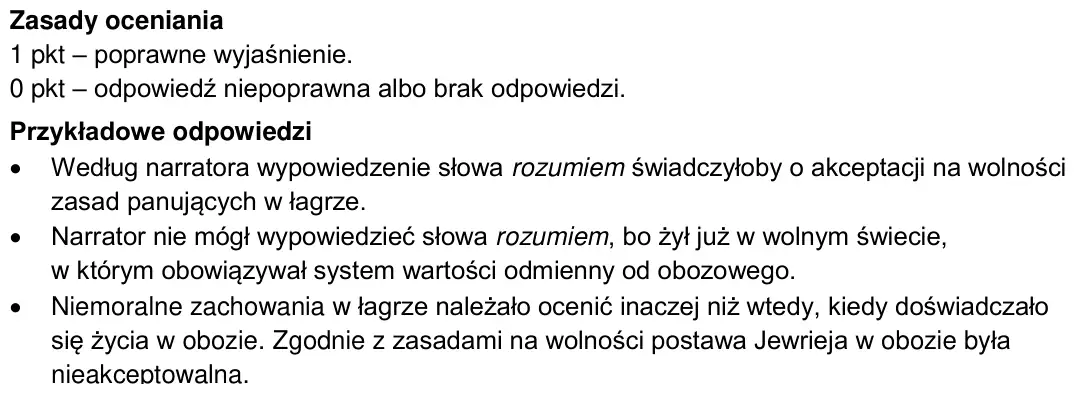 Zasady oceniania
1 pkt – poprawne wyjaśnienie.
0 pkt – odpowiedź niepoprawna albo brak odpowiedzi.
Przykładowe odpowiedzi
• Według narratora wypowiedzenie słowa rozumiem świadczyłoby o akceptacji na wolności
zasad panujących w łagrze.
• Narrator nie mógł wypowiedzieć słowa rozumiem, bo żył już w wolnym świecie,
w którym obowiązywał system wartości odmienny od obozowego.
• Niemoralne zachowania w łagrze należało ocenić inaczej niż wtedy, kiedy doświadczało
się życia w obozie. Zgodnie z zasadami na wolności postawa Jewrieja w obozie była
nieakceptowalna.